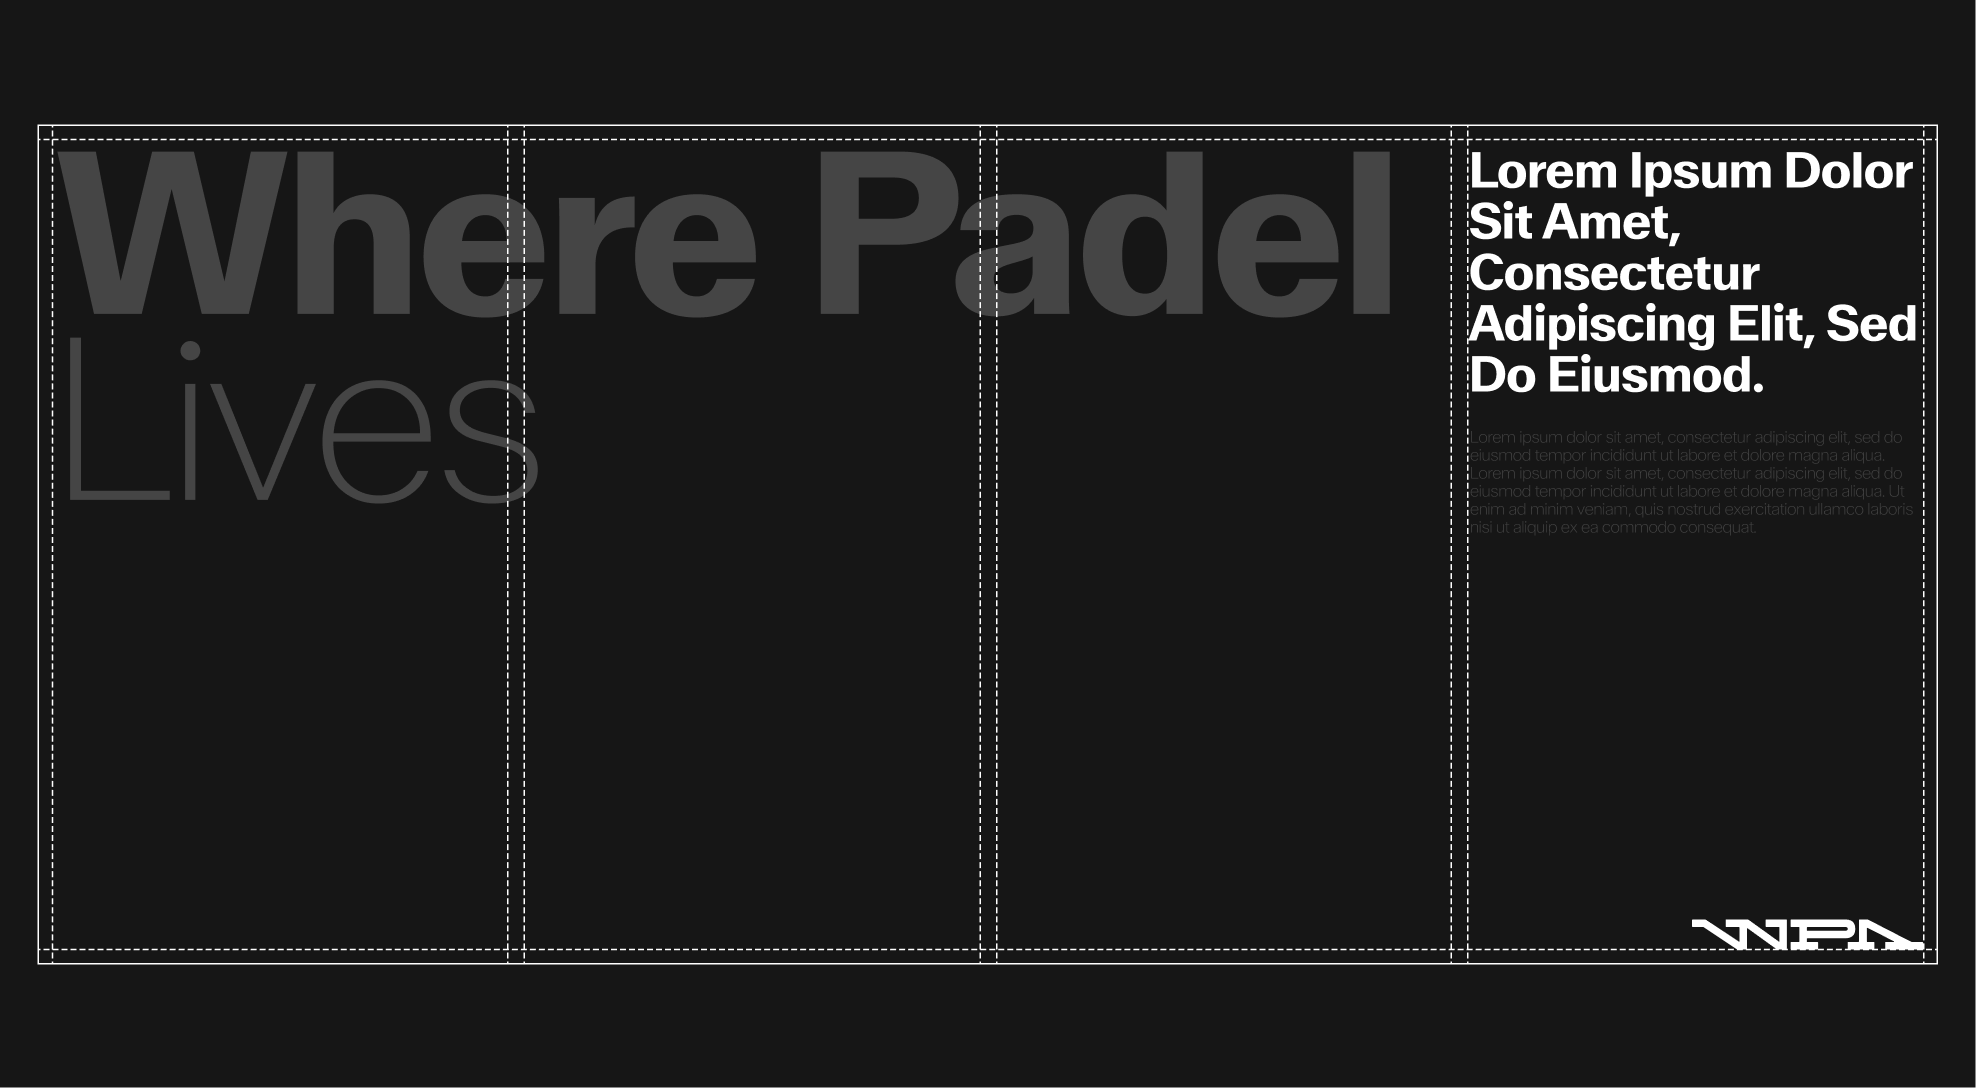 Where Padel
Lives
Lorem Ipsum Dolor
Sit Amet,
Consectetur
Adipiscing Elit, Sed
Do Eiusmod.
Lorem ipsum dolor sit amet, consectetur adipiscing elit, sed do
eiusmod tempor incididunt ut labore et dolore magna aliqua.
Lorem ipsum dolor sit amet, consectetur adipiscing elit, sed do
eiusmod tempor incididunt ut labore et dolore magna aliqua. Ut
enim ad minim veniam, quis nostrud exercitation ullamco laboris
nisi ut aliquip ex ea commodo consequat.
WPA